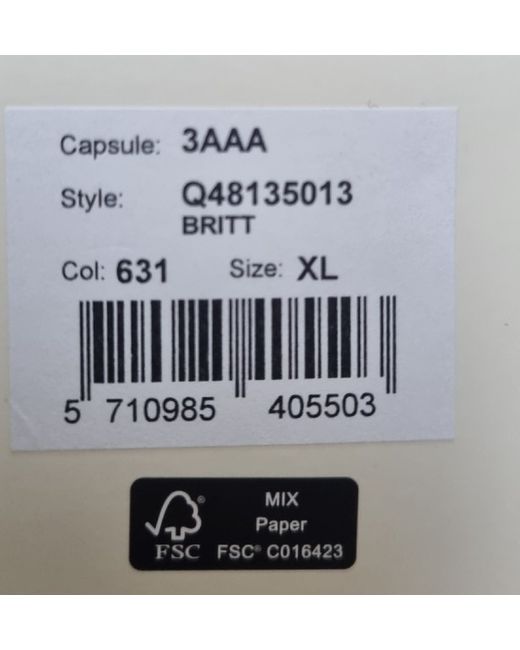 Capsule: 3AAA
Style: Q48135013
BRITT
Col: 631 Size: XL
5 710985 405503
MIX
Paper
FSC® FSC® C016423